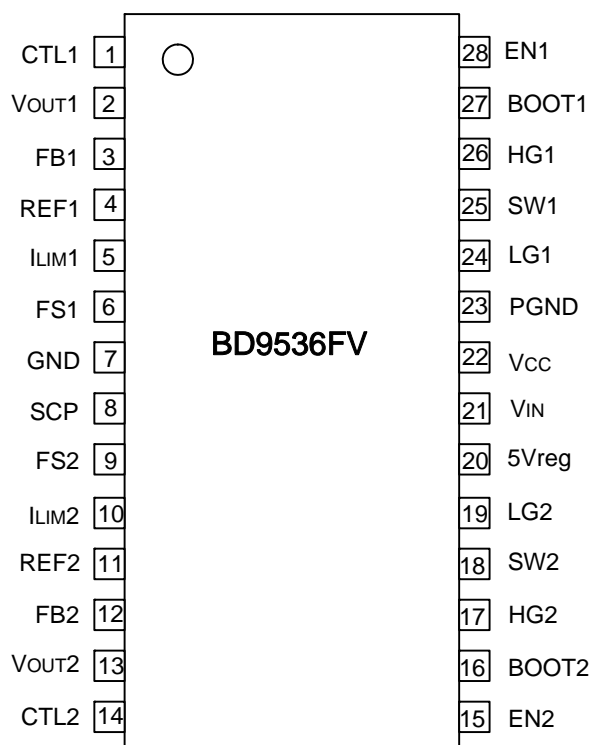 CTL1 1 28 EN1
VOUT1 2 27 BOOT1
FB1 3 26 HG1
REF1 4 25 SW1
ILIM1 5 24 LG1
FS1 6 23 PGND
GND 7 22 VCC
BD9536FV
SCP 8 21 VIN
FS2 9 20 5Vreg
ILIM2 10 19 LG2
REF2 11 18 SW2
FB2 12 17 HG2
VOUT2 13 16 BOOT2
CTL2 14 15 EN2